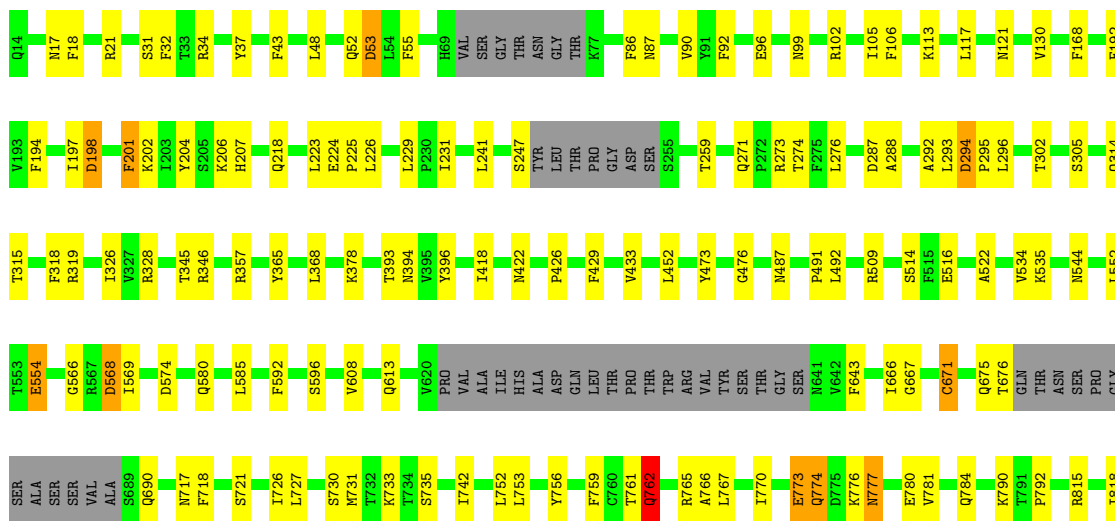 Q14 N17 F18 R21 S31 F32 T33 R34 Y37 F43 L48 Q52 D53 L54 F55 H69 VAL SER GLY THR ASN GLY THR K77 F86 N87 V90 Y91 F92 E96 N99 R102 I105 F106 K113 L117 N121 V130 F168 F192
V193 F194 I197 D198 F201 K202 I203 Y204 S205 K206 H207 Q218 L223 E224 P225 L226 L229 P230 I231 L241 S247 TYR LEU THR PRO GLY ASP SER S255 T259 Q271 P272 R273 T274 F275 L276 D287 A288 A292 L293 D294 P295 L296 T302 S305 Q314
T315 F318 R319 I326 V327 R328 T345 R346 R357 Y365 L368 K378 T393 N394 V395 Y396 I418 N422 P426 F429 V433 L452 Y473 G476 N487 P491 L492 R509 S514 F515 E516 A522 V534 K535 N544 L552
T553 E554 G566 R567 D568 I569 D574 Q580 L585 F592 S596 V608 Q613 V620 PRO VAL ALA ILE HIS ALA ASP GLN LEU THR PRO THR TRP ARG VAL TYR SER THR GLY SER N641 V642 F643 I666 G667 C671 Q675 T676 GLN THR ASN SER PRO GLY
SER ALA SER SER VAL ALA S689 Q690 N717 F718 S721 I726 L727 S730 M731 T732 K733 T734 S735 I742 L752 L753 Y756 F759 C760 T761 Q762 R765 A766 L767 I770 E773 Q774 D775 K776 N777 E780 V781 Q784 K790 T791 P792 R815